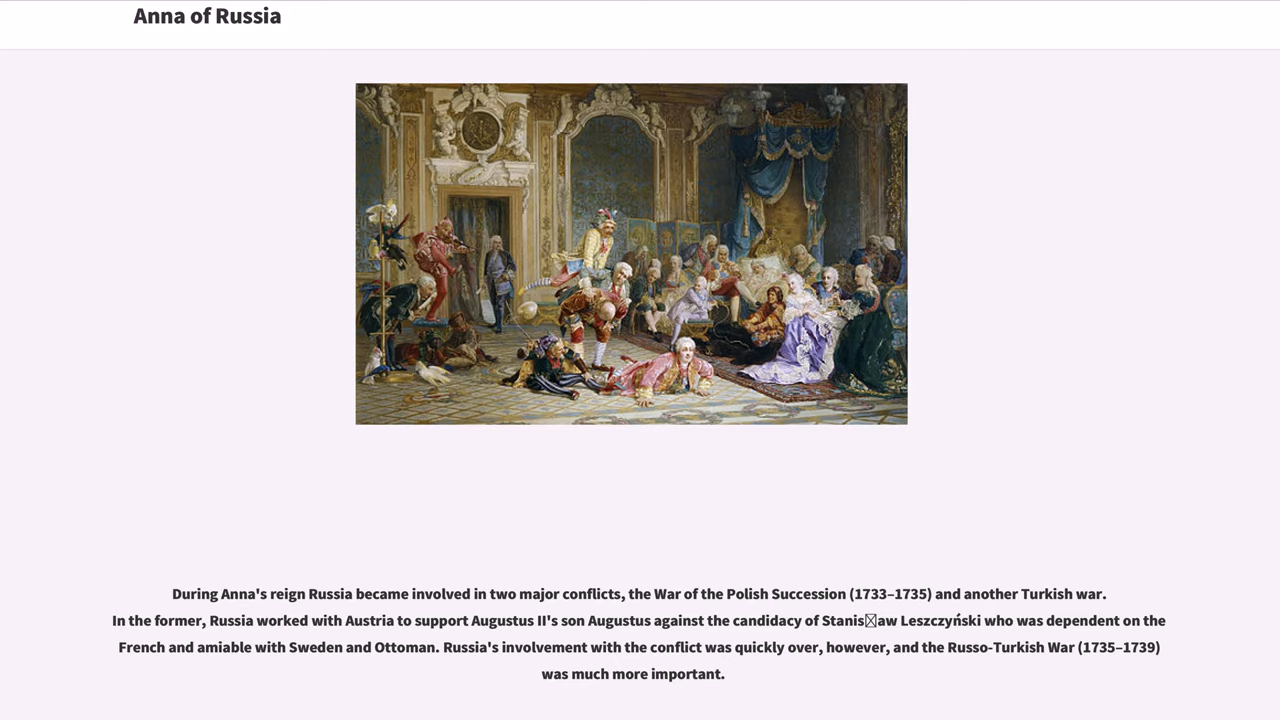 Anna of Russia
During Anna's reign Russia became involved in two major conflicts, the War of the Polish Succession (1733–1735) and another Turkish war.
In the former, Russia worked with Austria to support Augustus II's son Augustus against the candidacy of Stanis☒aw Leszczyński who was dependent on the
French and amiable with Sweden and Ottoman. Russia's involvement with the conflict was quickly over, however, and the Russo-Turkish War (1735–1739)
was much more important.